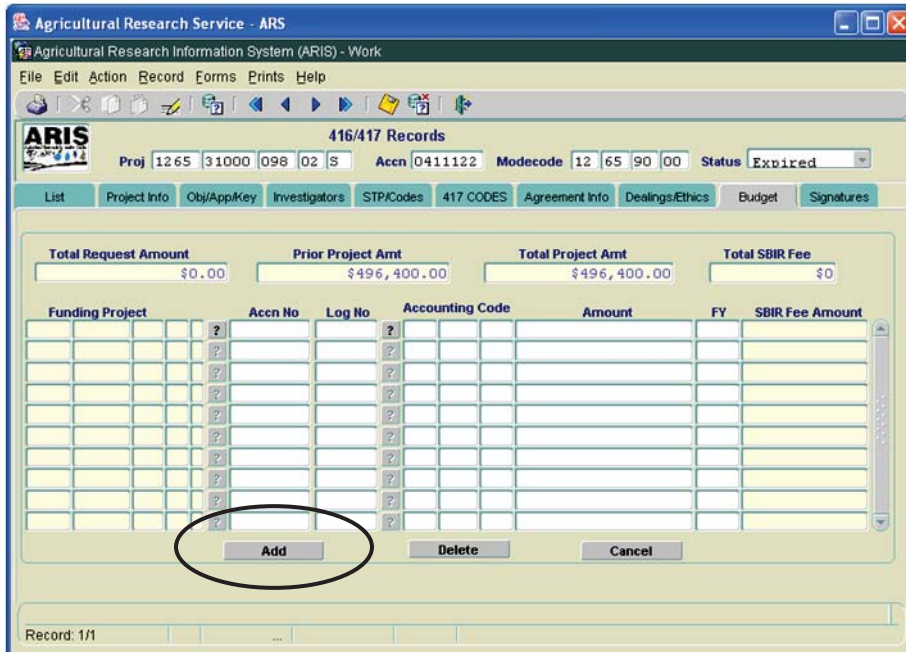 Agricultural Research Service - ARS
Agricultural Research Information System (ARIS) - Work
File Edit Action Record Forms Prints Help
ARIS
416/417 Records
Proj 1265 31000 098 02 S Accn 0411122 Modecode 12 65 90 00 Status Expired
List Project Info Obj/App/Key Investigators STP/Codes 417 CODES Agreement Info Dealings/Ethics Budget Signatures
Total Request Amount Prior Project Amt Total Project Amt Total SBIR Fee
$0.00 $496,400.00 $496,400.00 $0
Funding Project Accn No Log No Accounting Code Amount FY SBIR Fee Amount
? ?
? ?
? ?
? ?
? ?
? ?
? ?
? ?
? ?
? ?
Add Delete Cancel
Record: 1/1 ...